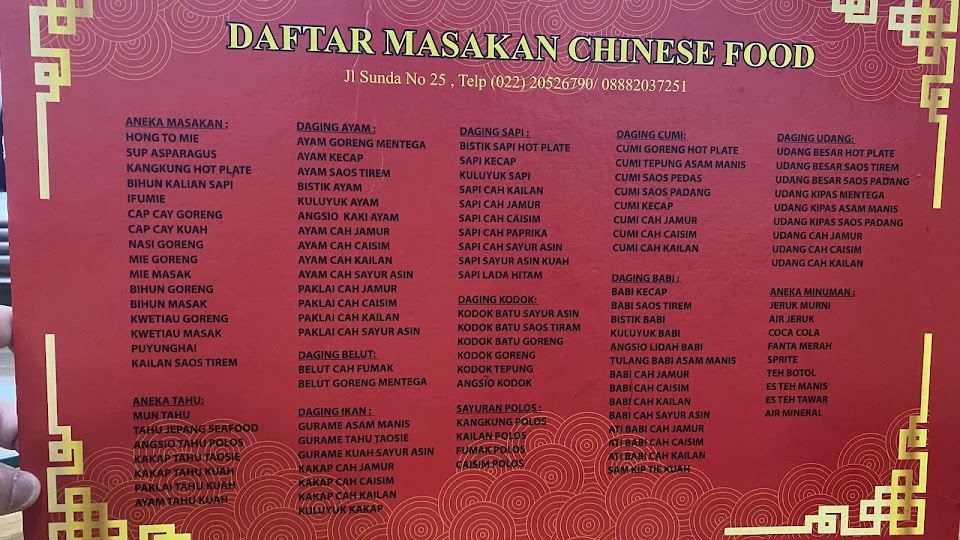 DAFTAR MASAKAN CHINESE FOOD
Jl Sunda No 25 , Telp (022) 20526790/ 08882037251
ANEKA MASAKAN :
HONG TO MIE
SUP ASPARAGUS
KANGKUNG HOT PLATE
BIHUN KALIAN SAPI
IFUMIE
CAP CAY GORENG
CAP CAY KUAH
NASI GORENG
MIE GORENG
MIE MASAK
BIHUN GORENG
BIHUN MASAK
KWETIAU GORENG
KWETIAU MASAK
PUYUNGHAI
KAILAN SAOS TIREM
ANEKA TAHU:
MUN TAHU
TAHU JEPANG SEAFOOD
ANGSIO TAHU POLOS
KAKAP TAHU TAOSIE
KAKAP TAHU KUAH
PAKLAI TAHU KUAH
AYAM TAHU KUAH
DAGING AYAM :
AYAM GORENG MENTEGA
AYAM KECAP
AYAM SAOS TIREM
BISTIK AYAM
KULUYUK AYAM
ANGSIO KAKI AYAM
AYAM CAH JAMUR
AYAM CAH CAISIM
AYAM CAH KAILAN
AYAM CAH SAYUR ASIN
PAKLAI CAH JAMUR
PAKLAI CAH CAISIM
PAKLAI CAH KAILAN
PAKLAI CAH SAYUR ASIN
DAGING BELUT:
BELUT CAH FUMAK
BELUT GORENG MENTEGA
DAGING IKAN :
GURAME ASAM MANIS
GURAME TAHU TAOSIE
GURAME KUAH SAYUR ASIN
KAKAP CAH JAMUR
KAKAP CAH CAISIM
KAKAP CAH KAILAN
KULUYUK KAKAP
DAGING SAPI :
BISTIK SAPI HOT PLATE
SAPI KECAP
KULUYUK SAPI
SAPI CAH KAILAN
SAPI CAH JAMUR
SAPI CAH CAISIM
SAPI CAH PAPRIKA
SAPI CAH SAYUR ASIN
SAPI SAYUR ASIN KUAH
SAPI LADA HITAM
DAGING KODOK:
KODOK BATU SAYUR ASIN
KODOK BATU SAOS TIRAM
KODOK BATU GORENG
KODOK GORENG
KODOK TEPUNG
ANGSIO KODOK
SAYURAN POLOS :
KANGKUNG POLOS
KAILAN POLOS
FUMAK POLOS
CAISIM POLOS
DAGING CUMI :
CUMI GORENG HOT PLATE
CUMI TEPUNG ASAM MANIS
CUMI SAOS PEDAS
CUMI SAOS PADANG
CUMI KECAP
CUMI CAH JAMUR
CUMI CAH CAISIM
CUMI CAH KAILAN
DAGING BABI :
BABI KECAP
BABI SAOS TIREM
BISTIK BABI
KULUYUK BABI
ANGSIO LIDAH BABI
TULANG BABI ASAM MANIS
BABI CAH JAMUR
BABI CAH CAISIM
BABI CAH KAILAN
BABI CAH SAYUR ASIN
ATI BABI CAH JAMUR
ATI BABI CAH CAISIM
ATI BABI CAH KAILAN
SAM KIP TIE KUAH
DAGING UDANG:
UDANG BESAR HOT PLATE
UDANG BESAR SAOS TIREM
UDANG BESAR SAOS PADANG
UDANG KIPAS MENTEGA
UDANG KIPAS ASAM MANIS
UDANG KIPAS SAOS PADANG
UDANG CAH JAMUR
UDANG CAH CAISIM
UDANG CAH KAILAN
ANEKA MINUMAN :
JERUK MURNI
AIR JERUK
COCA COLA
FANTA MERAH
SPRITE
TEH BOTOL
ES TEH MANIS
ES TEH TAWAR
AIR MINERAL